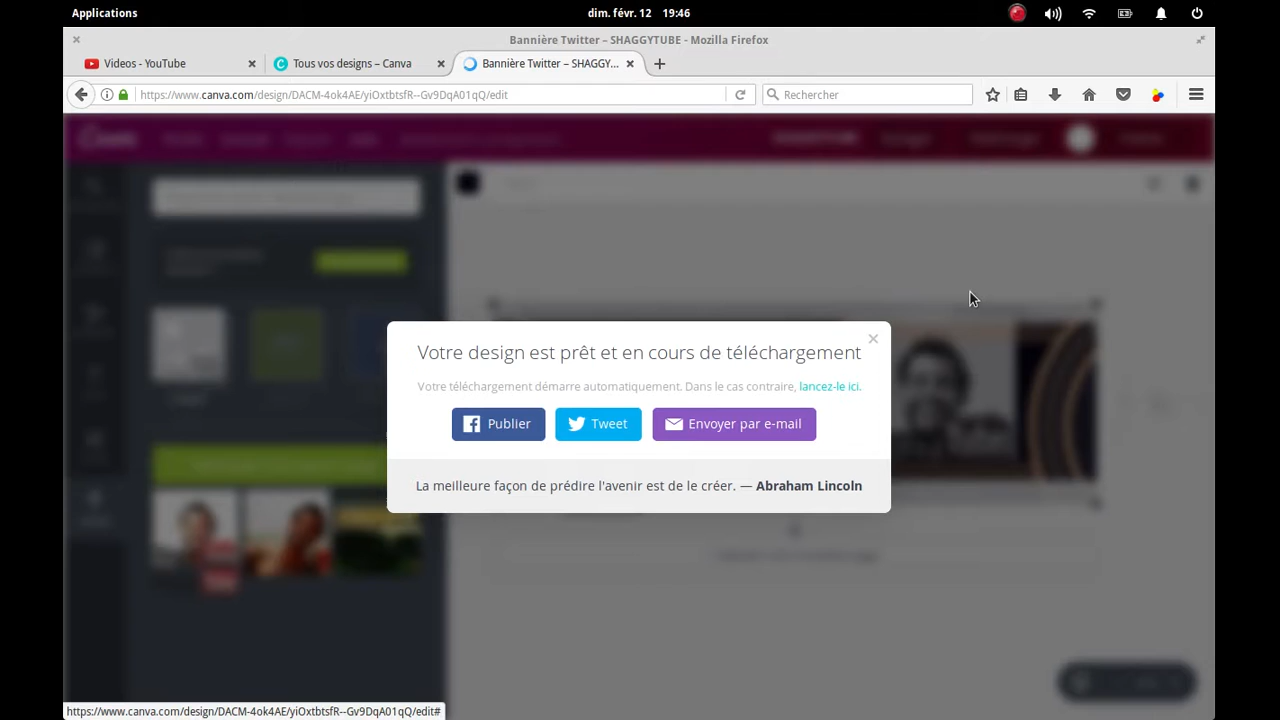 Applications
dim. févr. 12 19:46
Bannière Twitter – SHAGGYTUBE - Mozilla Firefox
Videos - YouTube
Tous vos designs – Canva
Bannière Twitter – SHAGGY...
https://www.canva.com/design/DACM-4ok4AE/yiOxtbtsfR--Gv9DqA01qQ/edit
Rechercher
Votre design est prêt et en cours de téléchargement
Votre téléchargement démarre automatiquement. Dans le cas contraire, lancez-le ici.
Publier
Tweet
Envoyer par e-mail
La meilleure façon de prédire l'avenir est de le créer. — Abraham Lincoln
https://www.canva.com/design/DACM-4ok4AE/yiOxtbtsfR--Gv9DqA01qQ/edit#